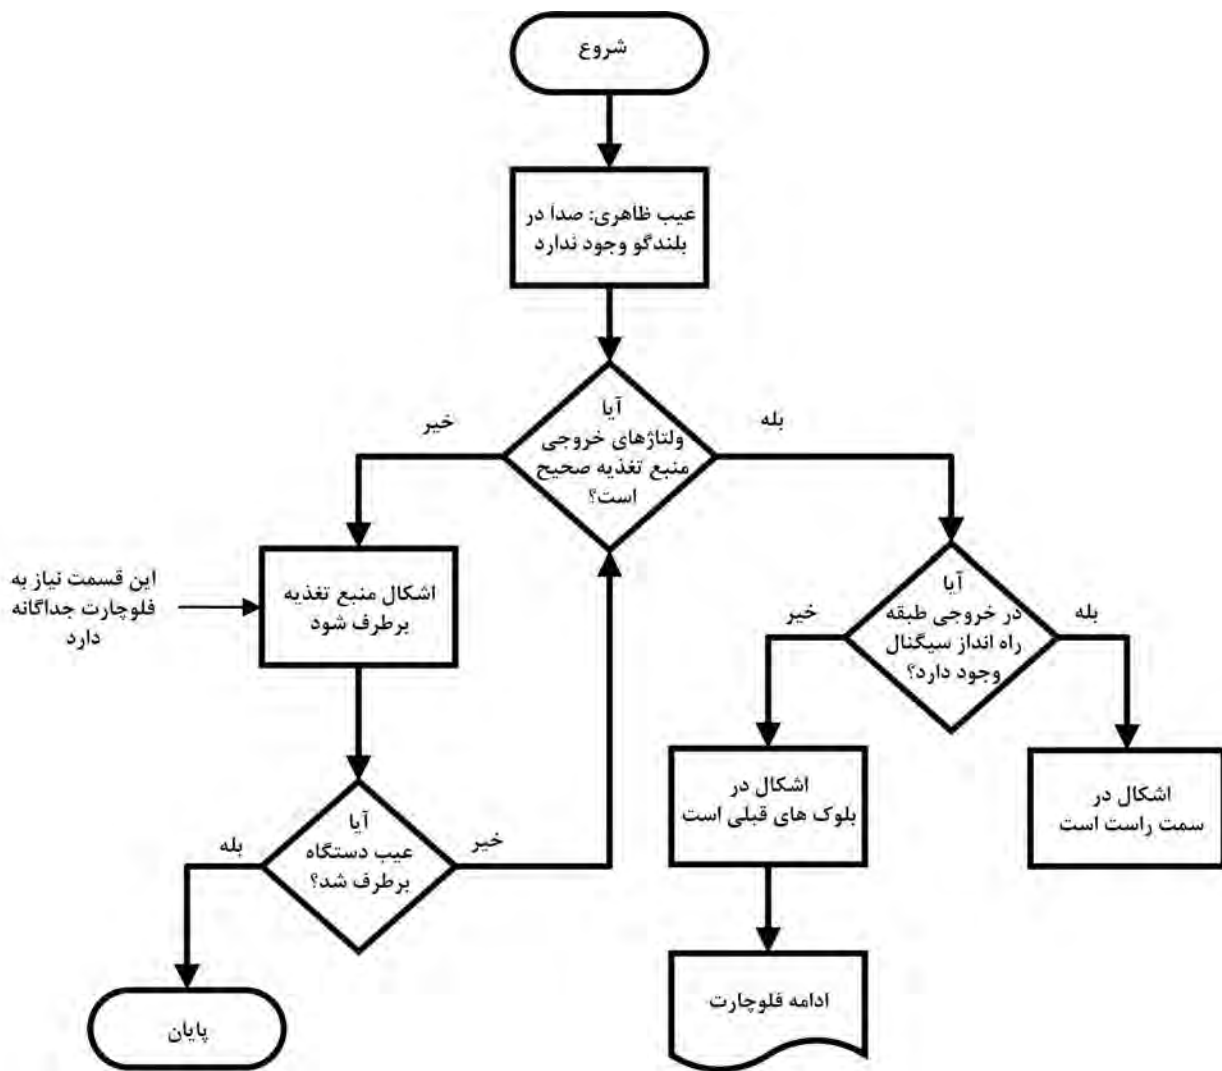 شروع
عیب ظاهری: صدا در
بلندگو وجود ندارد
آیا
ولتاژهای خروجی
منبع تغذیه صحیح
است؟
بله
خیر
اشکال منبع تغذیه
برطرف شود
این قسمت نیاز به
فلوچارت جداگانه
دارد
آیا
در خروجی طبقه
راه انداز سیگنال
وجود دارد؟
بله
خیر
اشکال در
سمت راست است
اشکال در
بلوک های قبلی است
ادامه فلوچارت
آیا
عیب دستگاه
برطرف شد؟
خیر
بله
پایان